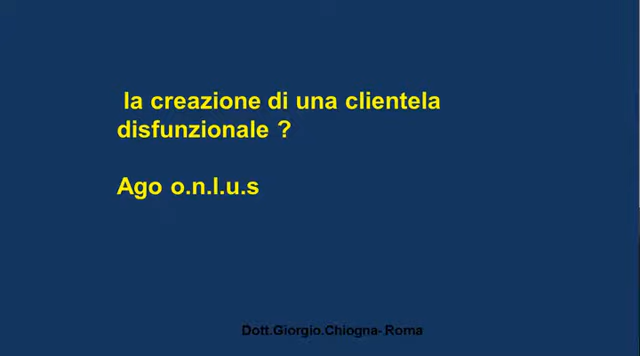 la creazione di una clientela
disfunzionale ?
Ago o.n.l.u.s
Dott.Giorgio.Chiogna-.Roma